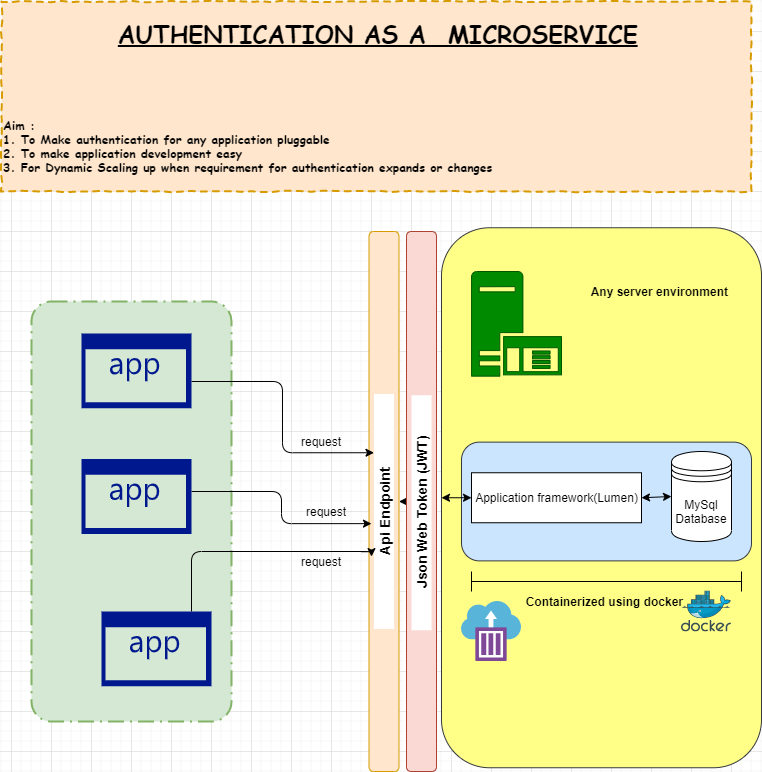 AUTHENTICATION AS A MICROSERVICE
Aim :
1. To Make authentication for any application pluggable
2. To make application development easy
3. For Dynamic Scaling up when requirement for authentication expands or changes
Any server environment
app
request
app
request
request
app
Api Endpoint
Json Web Token (JWT)
Application framework(Lumen)
MySql
Database
Containerized using docker
docker